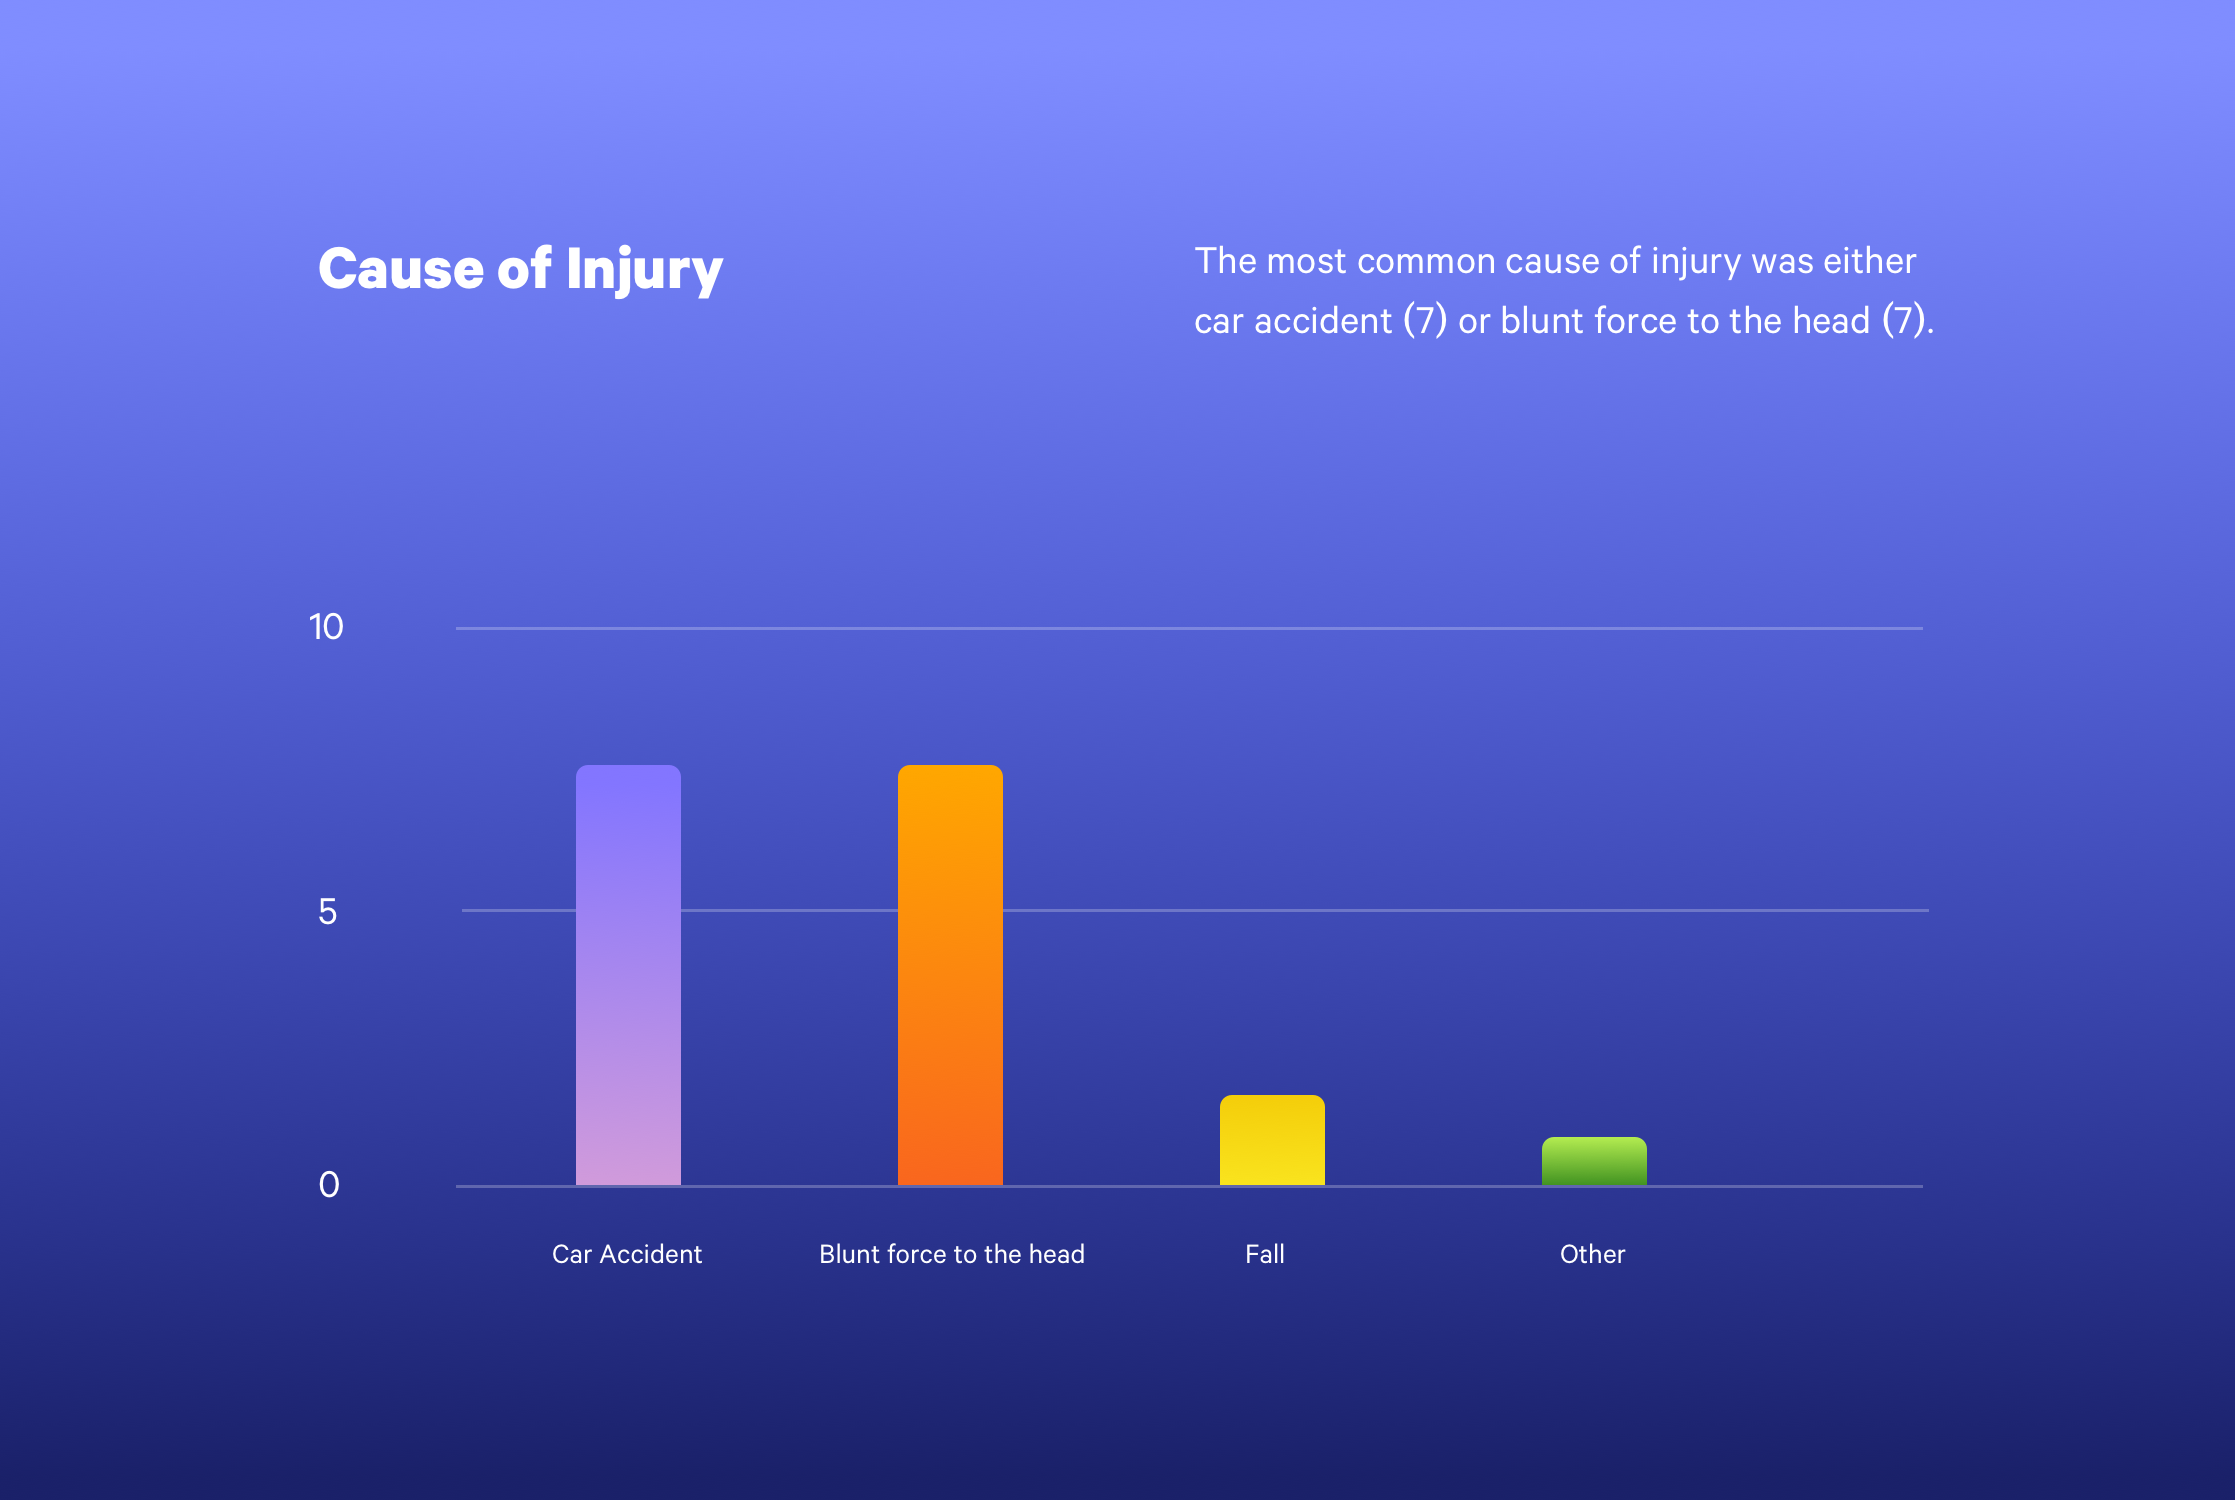 Cause of Injury
The most common cause of injury was either
car accident (7) or blunt force to the head (7).
10
5
0
Car Accident
Blunt force to the head
Fall
Other